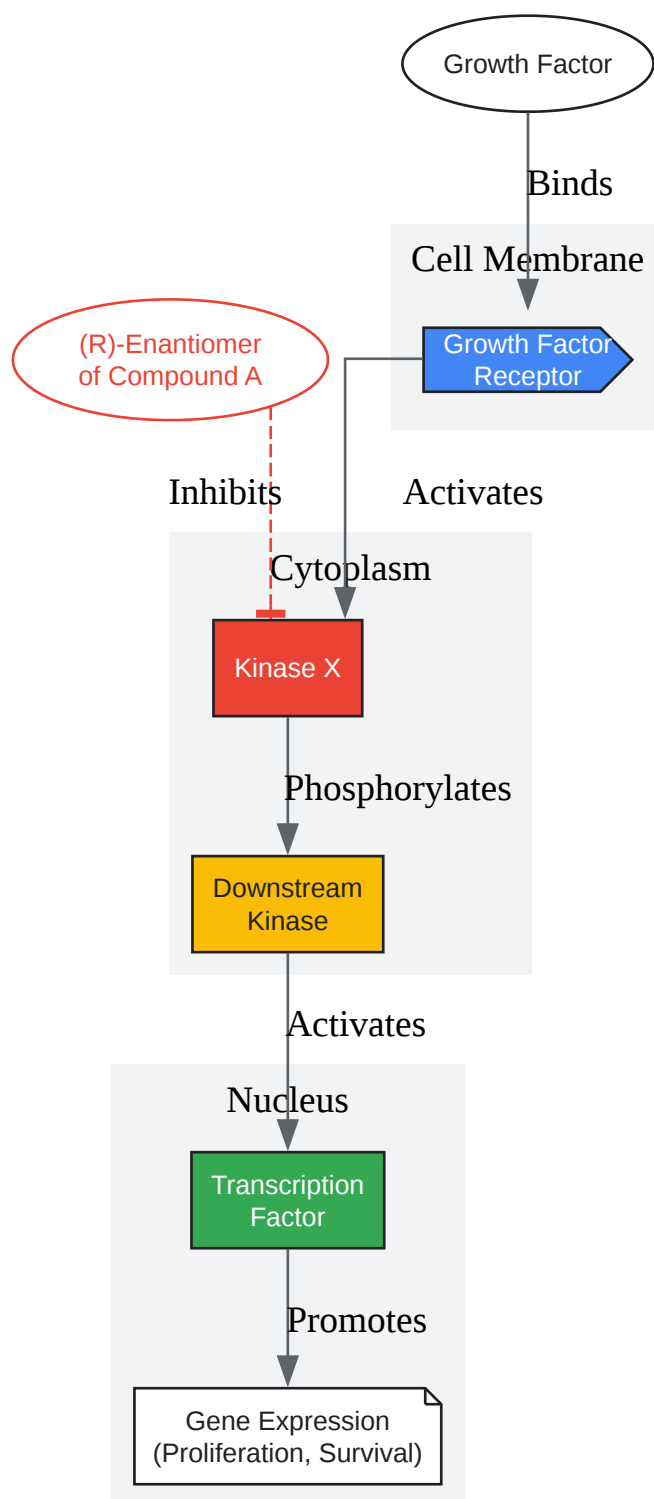 Growth Factor
Binds
Cell Membrane
(R)-Enantiomer
of Compound A
Growth Factor
Receptor
Inhibits
Activates
Cytoplasm
Kinase X
Phosphorylates
Downstream
Kinase
Activates
Nucleus
Transcription
Factor
Promotes
Gene Expression
(Proliferation, Survival)